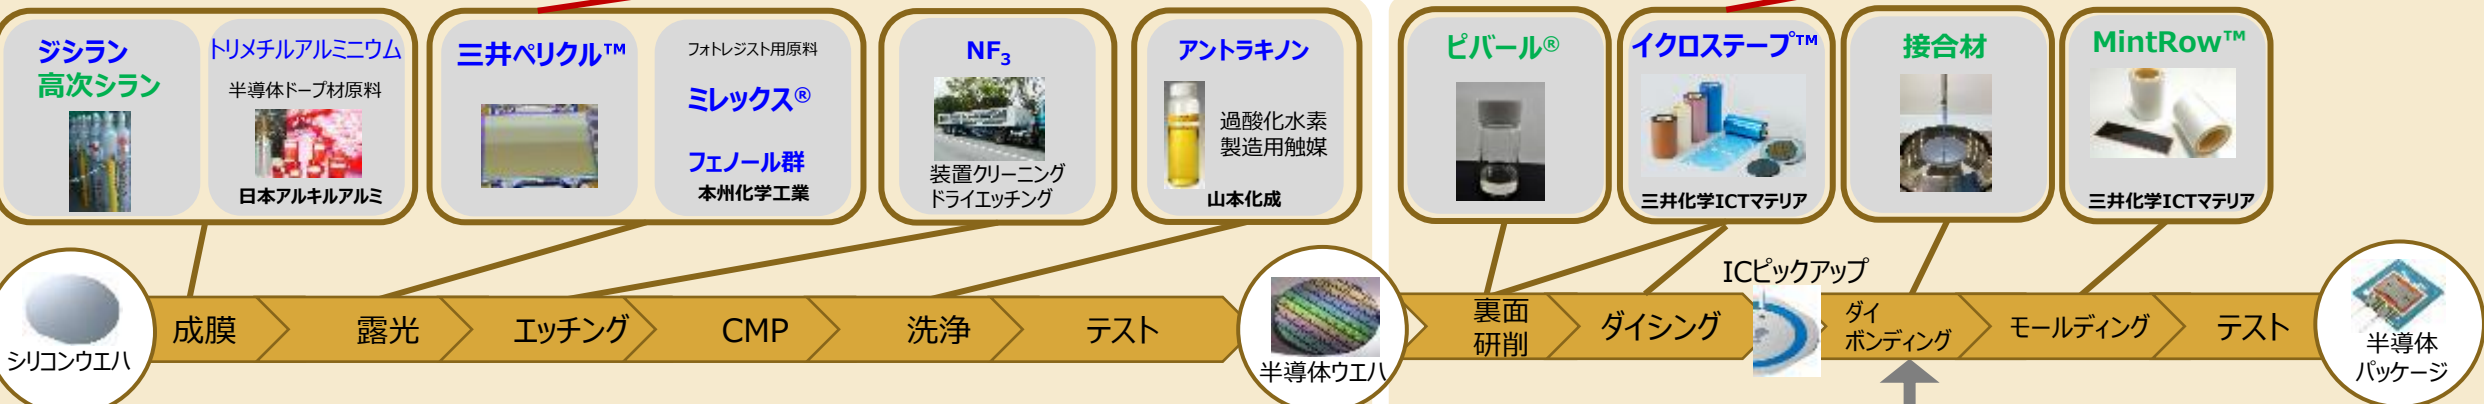 ジシラン
高次シラン
トリメチルアルミニウム
半導体ドープ材原料
日本アルキルアルミ
三井ペリクル™
フォトレジスト用原料
ミレックス®
フェノール群
本州化学工業
NF₃
装置クリーニング
ドライエッチング
アントラキノン
過酸化水素
製造用触媒
山本化成
ピバール®
イクロステープ™
三井化学ICTマテリア
接合材
MintRow™
三井化学ICTマテリア
シリコンウエハ
成膜
露光
エッチング
CMP
洗浄
テスト
半導体ウエハ
裏面
研削
ダイシング
ICピックアップ
ダイ
ボンディング
モールディング
テスト
半導体
パッケージ